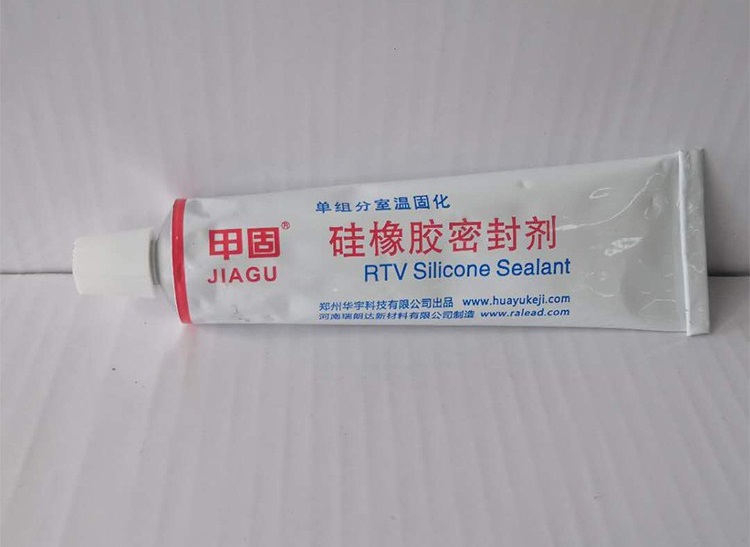 单组分室温固化
甲固®
JIAGU
硅橡胶密封剂
RTV Silicone Sealant
郑州华宇科技有限公司出品 www.huayukeji.com
河南瑞朗达新材料有限公司制造 www.ralead.com